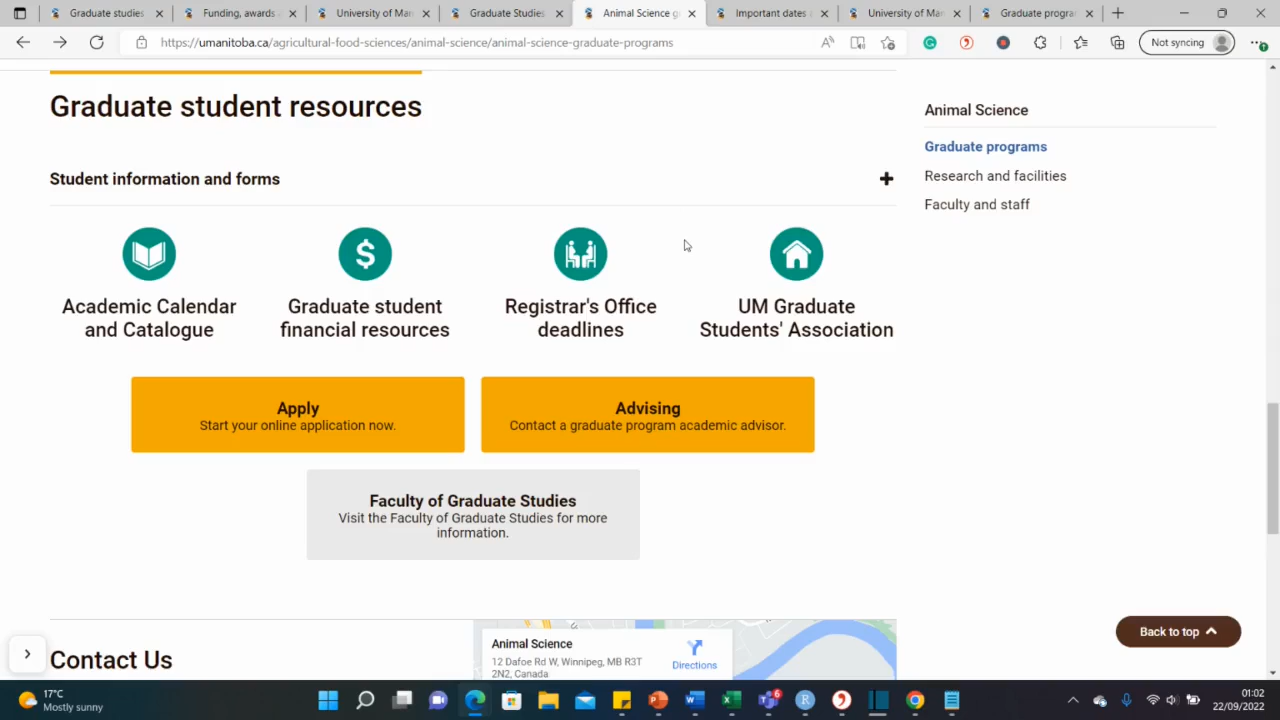 Graduate studies
Funding, awards
University of Man
Graduate Studies
Animal Science g
Important dates
University of Man
Graduate progra
https://umanitoba.ca/agricultural-food-sciences/animal-science/animal-science-graduate-programs
Not syncing
Graduate student resources
Student information and forms
Academic Calendar
and Catalogue
Graduate student
financial resources
Registrar's Office
deadlines
UM Graduate
Students' Association
Apply
Start your online application now.
Advising
Contact a graduate program academic advisor.
Faculty of Graduate Studies
Visit the Faculty of Graduate Studies for more
information.
Animal Science
Graduate programs
Research and facilities
Faculty and staff
Contact Us
Animal Science
12 Dafoe Rd W, Winnipeg, MB R3T
2N2, Canada
Directions
Back to top
17°C
Mostly sunny
6
01:02
22/09/2022